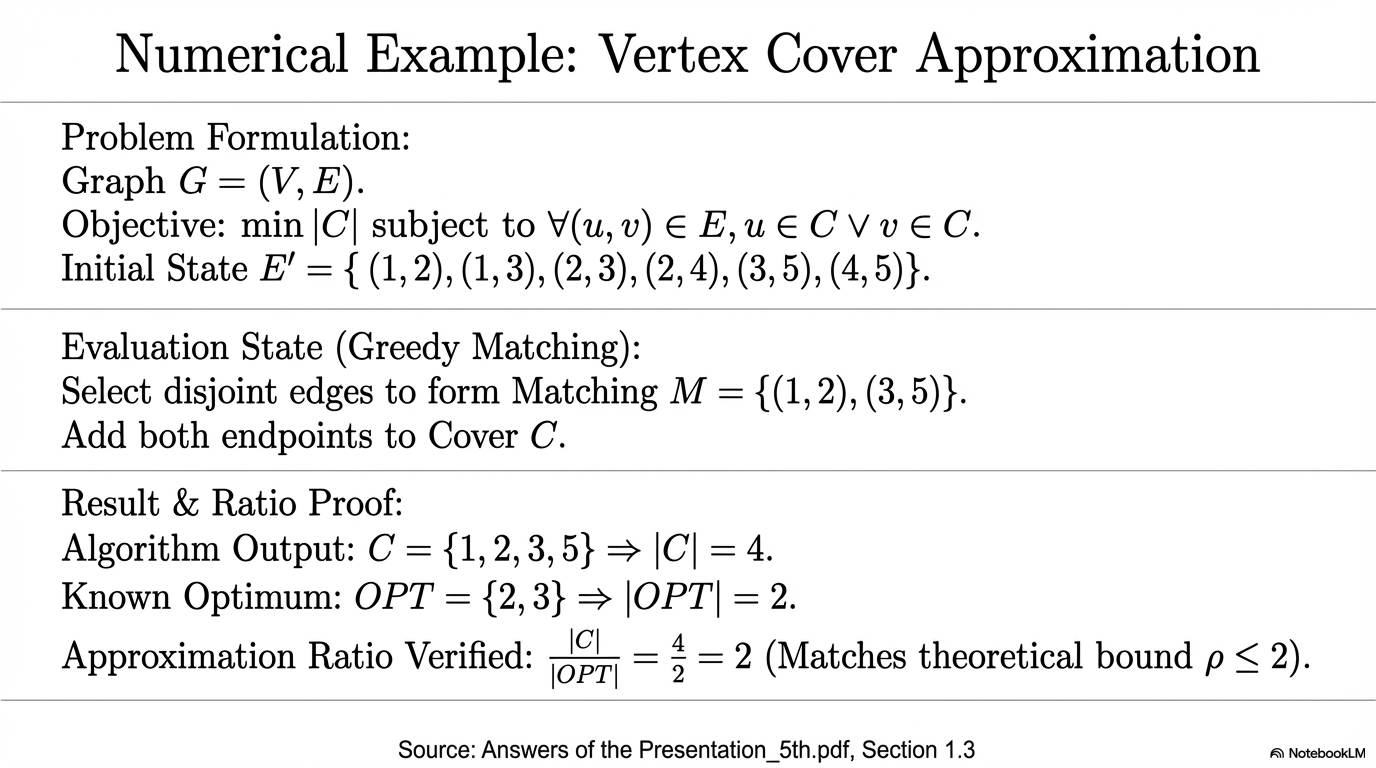 Numerical Example: Vertex Cover Approximation
Problem Formulation:
Graph G = (V, E).
Objective: min |C| subject to ∀(u, v) ∈ E, u ∈ C ∨ v ∈ C.
Initial State E′ = { (1, 2), (1, 3), (2, 3), (2, 4), (3, 5), (4, 5)}.
Evaluation State (Greedy Matching):
Select disjoint edges to form Matching M = {(1, 2), (3, 5)}.
Add both endpoints to Cover C.
Result & Ratio Proof:
Algorithm Output: C = {1, 2, 3, 5} ⇒ |C| = 4.
Known Optimum: OPT = {2, 3} ⇒ |OPT| = 2.
Approximation Ratio Verified: |C|/|OPT| = 4/2 = 2 (Matches theoretical bound ρ ≤ 2).
Source: Answers of the Presentation_5th.pdf, Section 1.3
NotebookLM